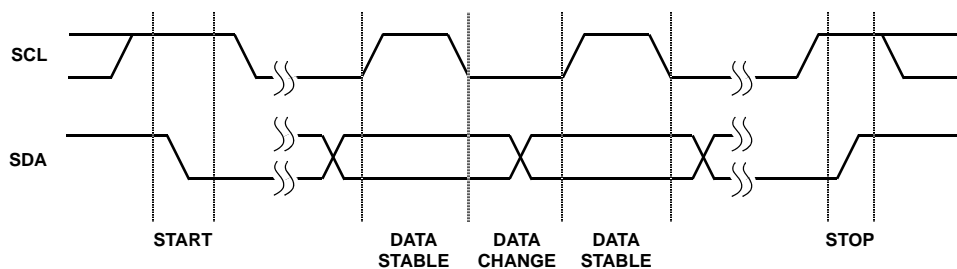 SCL
SDA
START
DATA
STABLE
DATA
CHANGE
DATA
STABLE
STOP